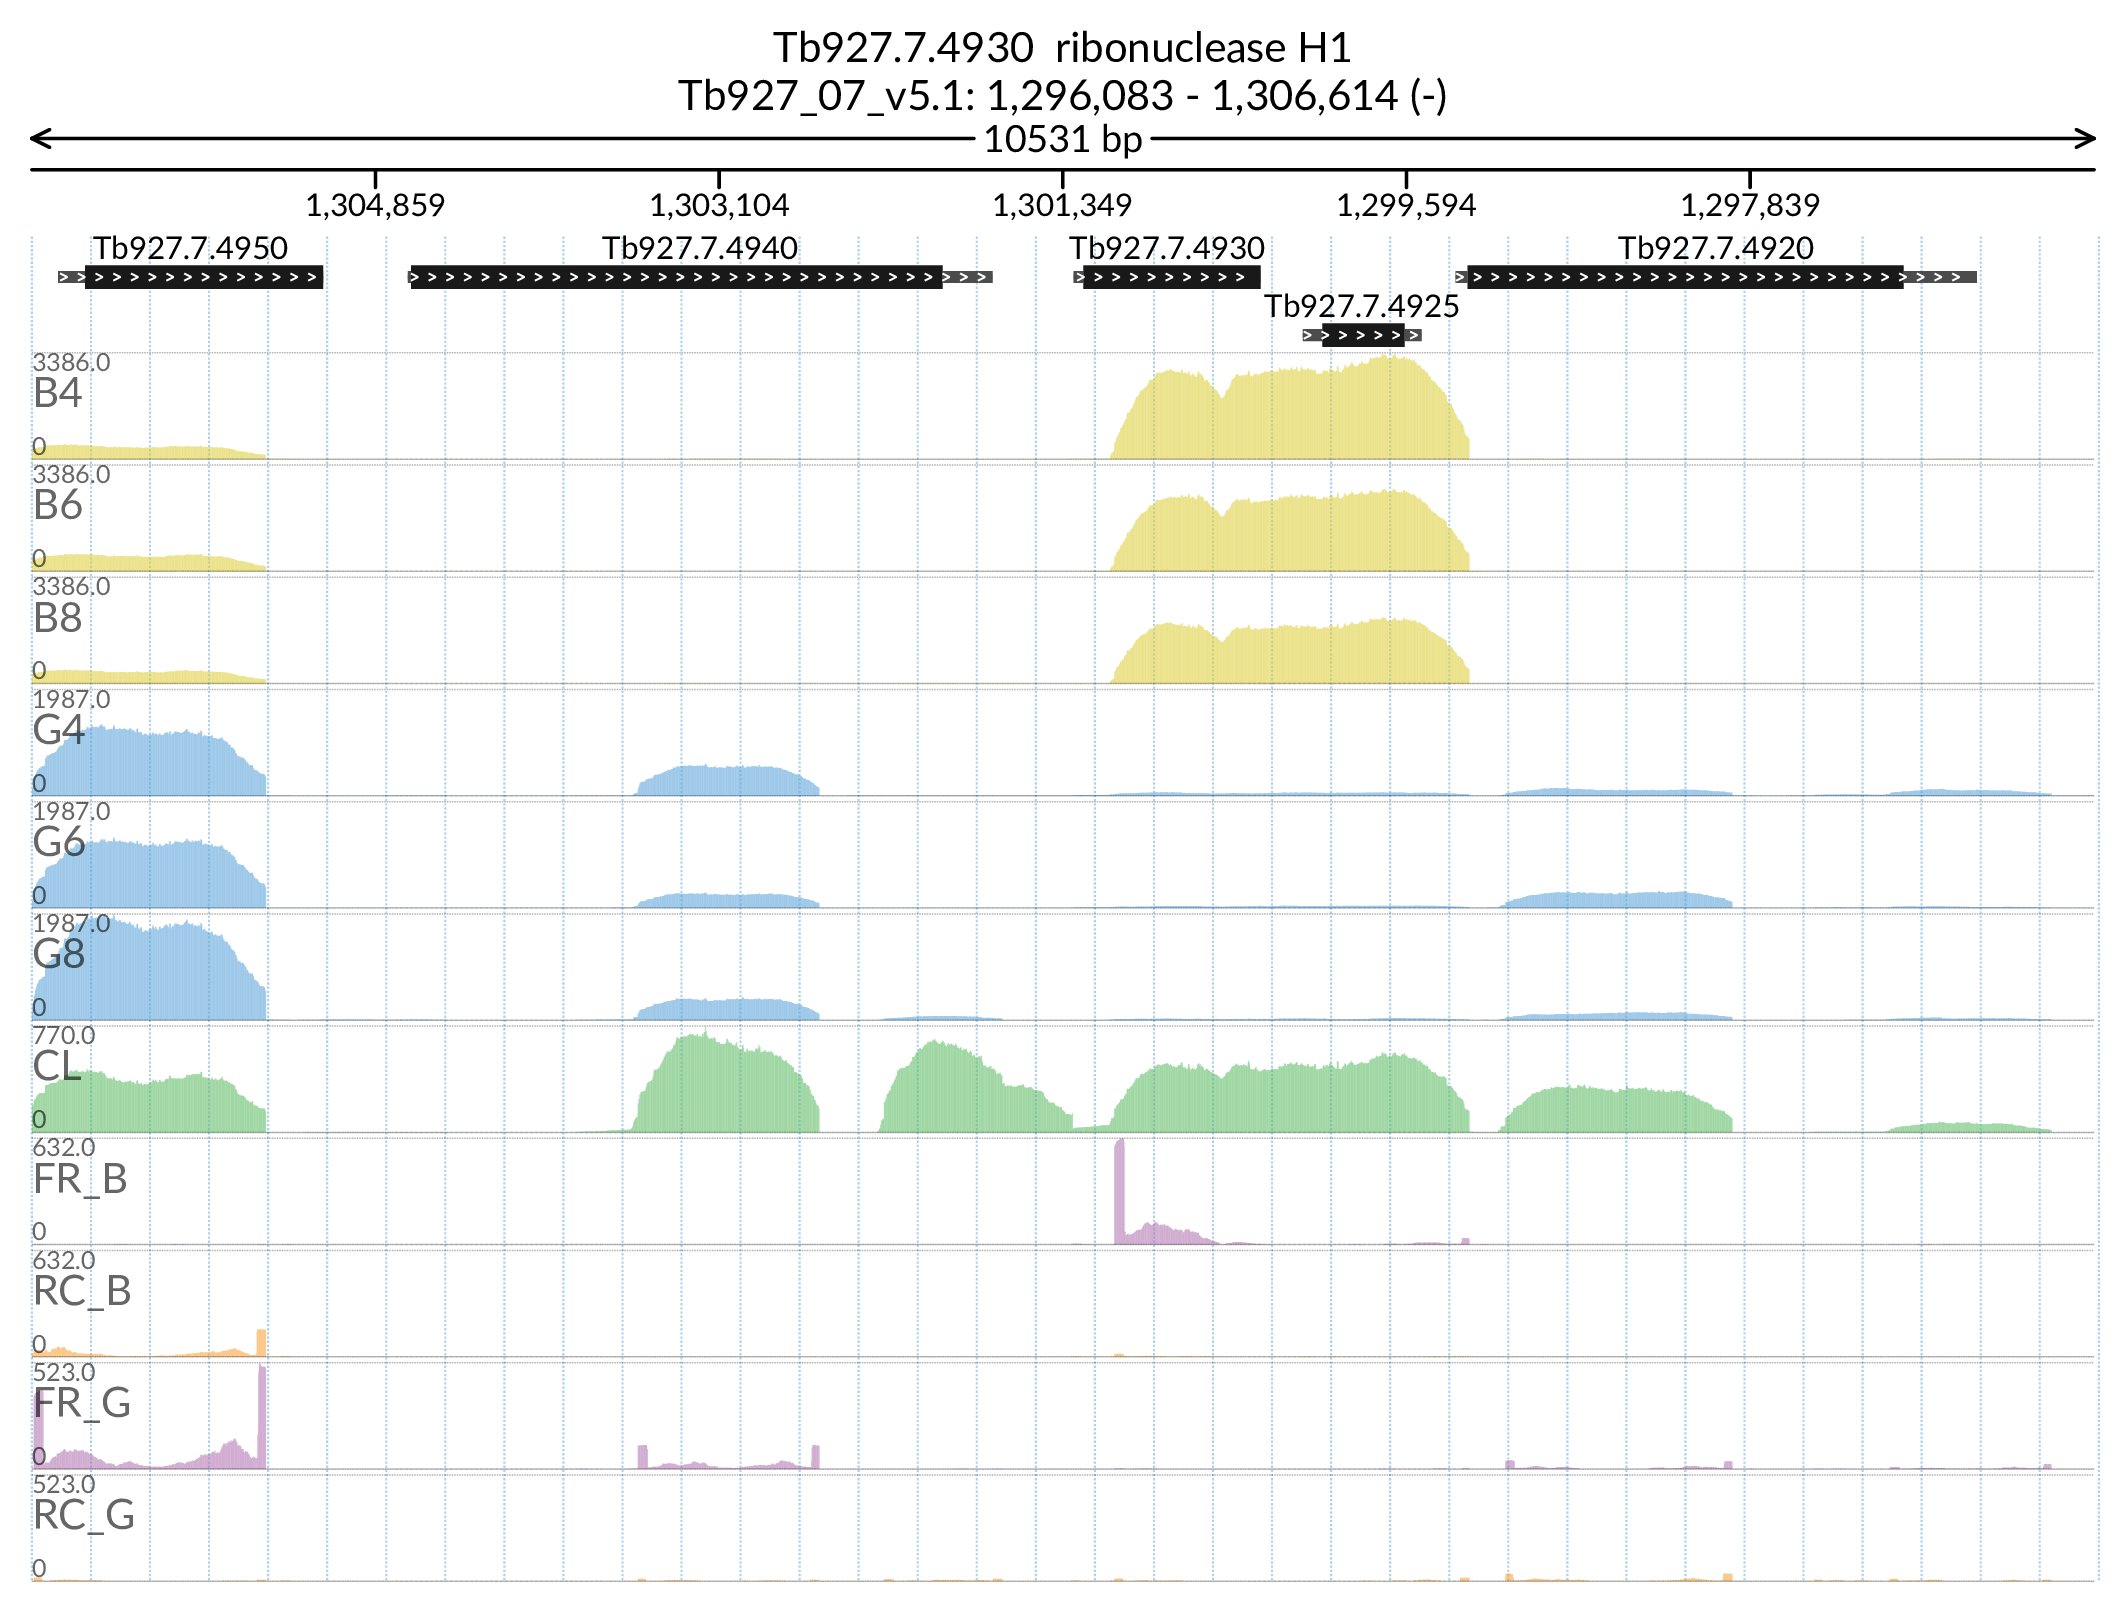 Tb927.7.4930  ribonuclease H1
Tb927_07_v5.1: 1,296,083 - 1,306,614 (-)
10531 bp
1,304,859 1,303,104 1,301,349 1,299,594 1,297,839
Tb927.7.4950 Tb927.7.4940 Tb927.7.4930 Tb927.7.4920
Tb927.7.4925
3386.0
B4
0
3386.0
B6
0
3386.0
B8
0
1987.0
G4
0
1987.0
G6
0
1987.0
G8
0
770.0
CL
0
632.0
FR_B
0
632.0
RC_B
0
523.0
FR_G
0
523.0
RC_G
0